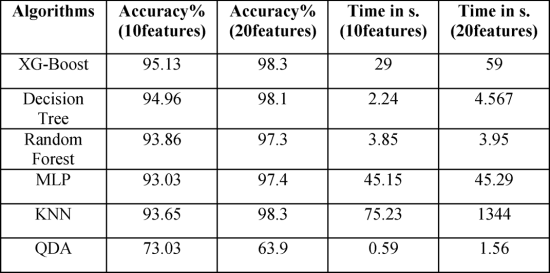 Algorithms Accuracy% (10features) Accuracy% (20features) Time in s. (10features) Time in s. (20features)
XG-Boost 95.13 98.3 29 59
Decision Tree 94.96 98.1 2.24 4.567
Random Forest 93.86 97.3 3.85 3.95
MLP 93.03 97.4 45.15 45.29
KNN 93.65 98.3 75.23 1344
QDA 73.03 63.9 0.59 1.56